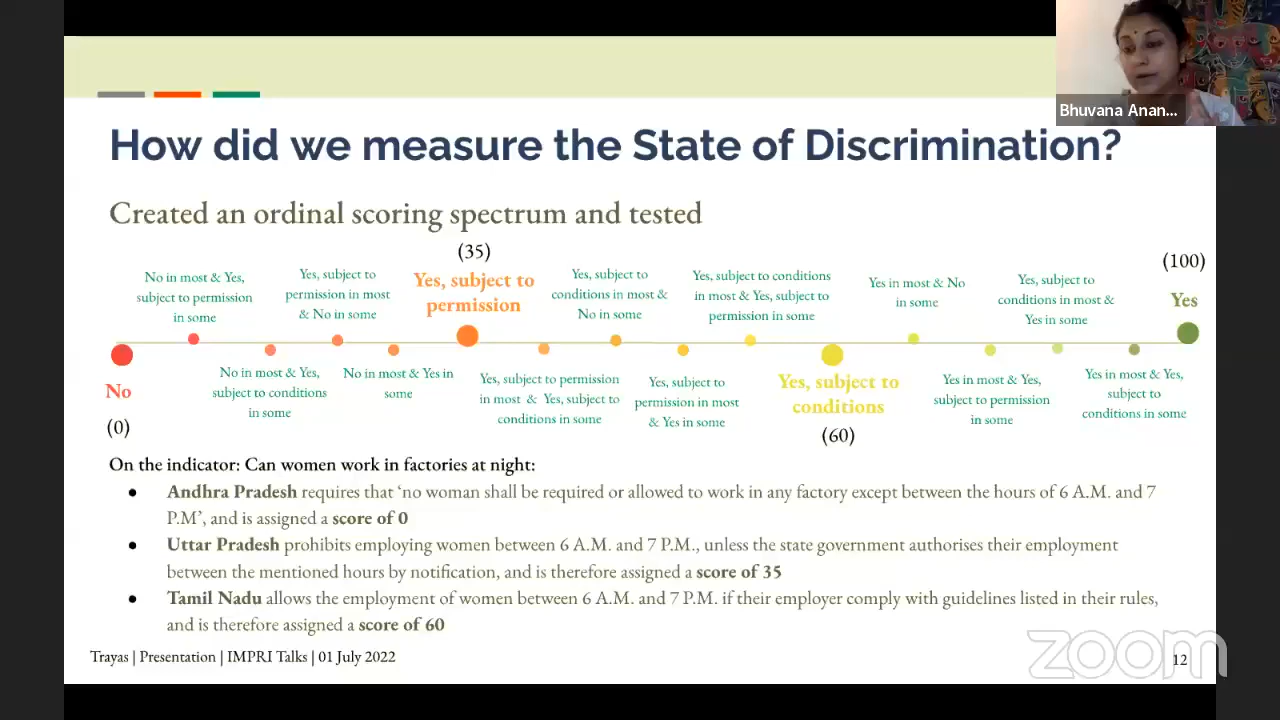 Bhuvana Anan...
How did we measure the State of Discrimination?
Created an ordinal scoring spectrum and tested
(35)
(100)
No in most & Yes,
subject to permission
in some
Yes, subject to
permission in most
& No in some
Yes, subject to
permission
Yes, subject to
conditions in most &
No in some
Yes, subject to conditions
in most & Yes, subject to
permission in some
Yes in most & No
in some
Yes, subject to
conditions in most &
Yes in some
Yes
No
(0)
No in most & Yes,
subject to conditions
in some
No in most & Yes in
some
Yes, subject to permission
in most & Yes, subject to
conditions in some
Yes, subject to
permission in most
& Yes in some
Yes, subject to
conditions
(60)
Yes in most & Yes,
subject to permission
in some
Yes in most & Yes,
subject to
conditions in some
On the indicator: Can women work in factories at night:
● Andhra Pradesh requires that ‘no woman shall be required or allowed to work in any factory except between the hours of 6 A.M. and 7
P.M’, and is assigned a score of 0
● Uttar Pradesh prohibits employing women between 6 A.M. and 7 P.M., unless the state government authorises their employment
between the mentioned hours by notification, and is therefore assigned a score of 35
● Tamil Nadu allows the employment of women between 6 A.M. and 7 P.M. if their employer comply with guidelines listed in their rules,
and is therefore assigned a score of 60
Trayas | Presentation | IMPRI Talks | 01 July 2022
zoom
12